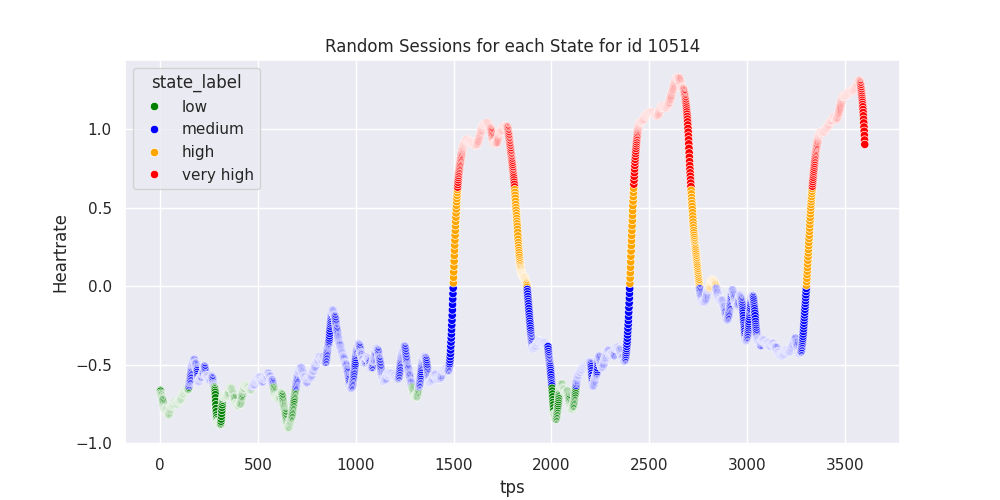 Random Sessions for each State for id 10514
state_label
low
medium
high
very high
Heartrate
1.0
0.5
0.0
−0.5
−1.0
0 500 1000 1500 2000 2500 3000 3500
tps